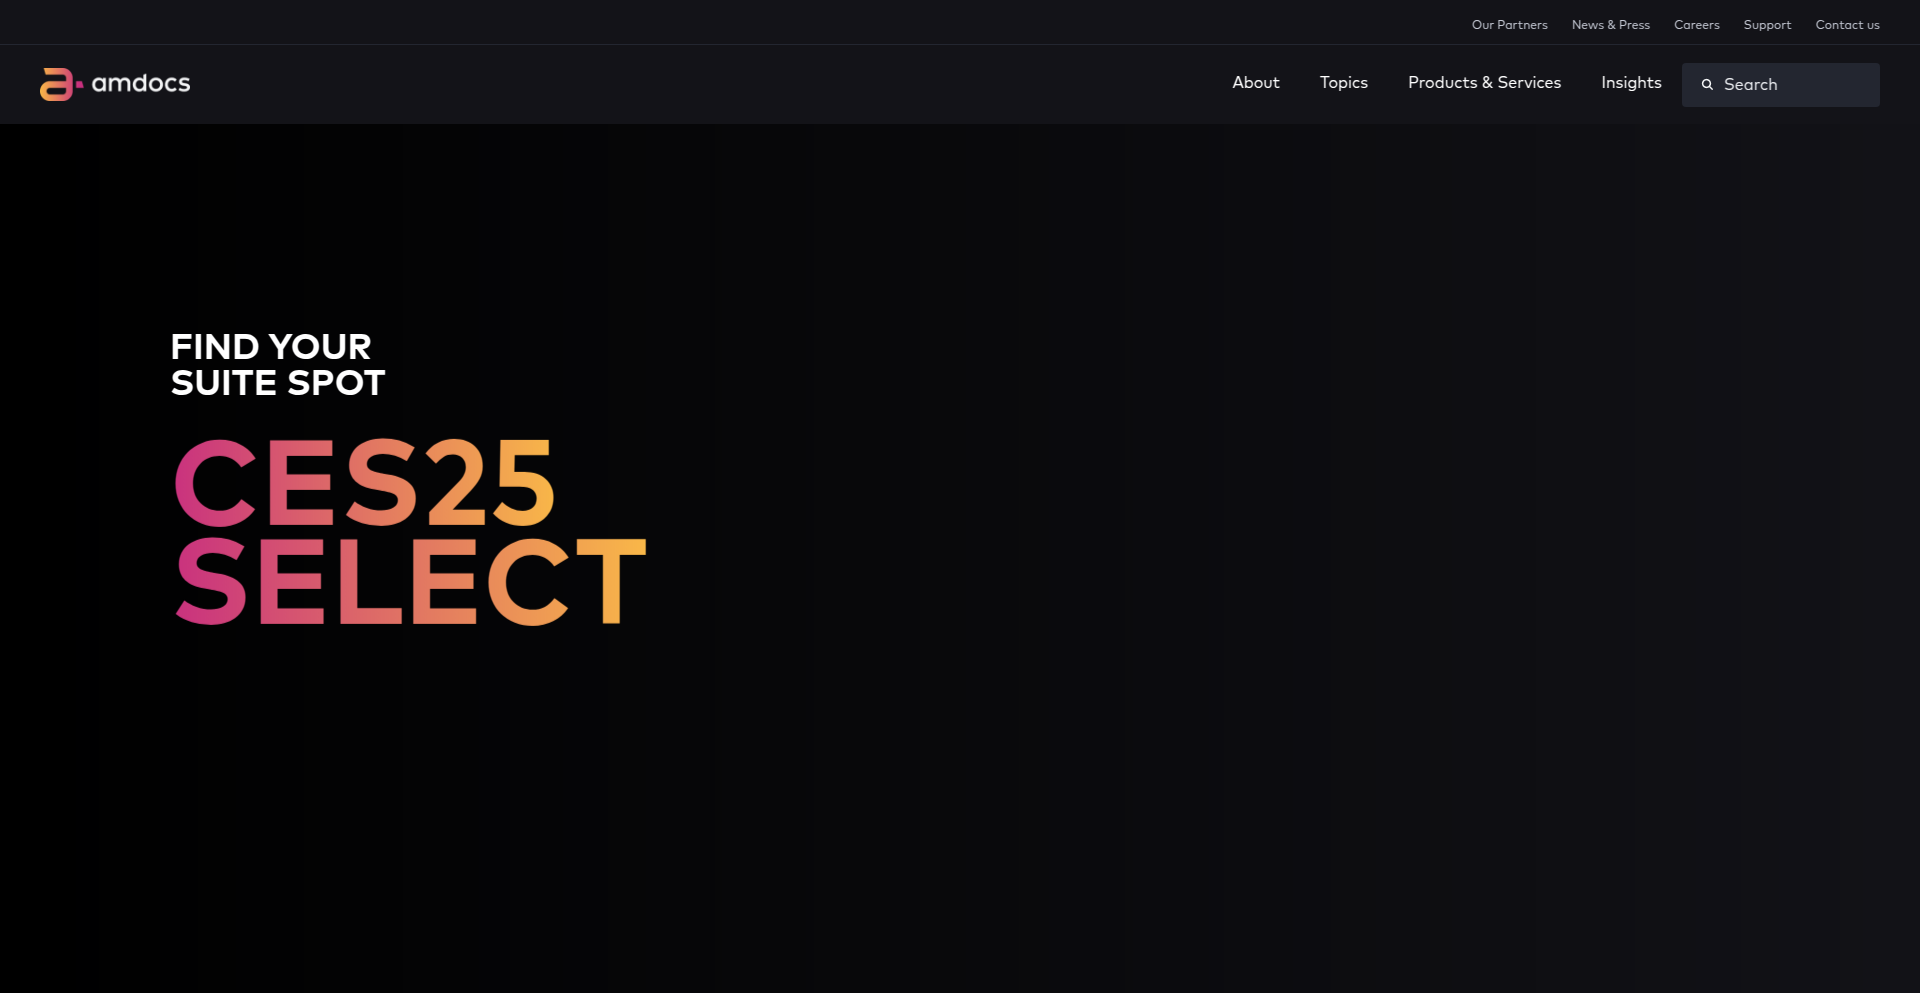 Our Partners News & Press Careers Support Contact us
amdocs About Topics Products & Services Insights Search
FIND YOUR
SUITE SPOT
CES25
SELECT